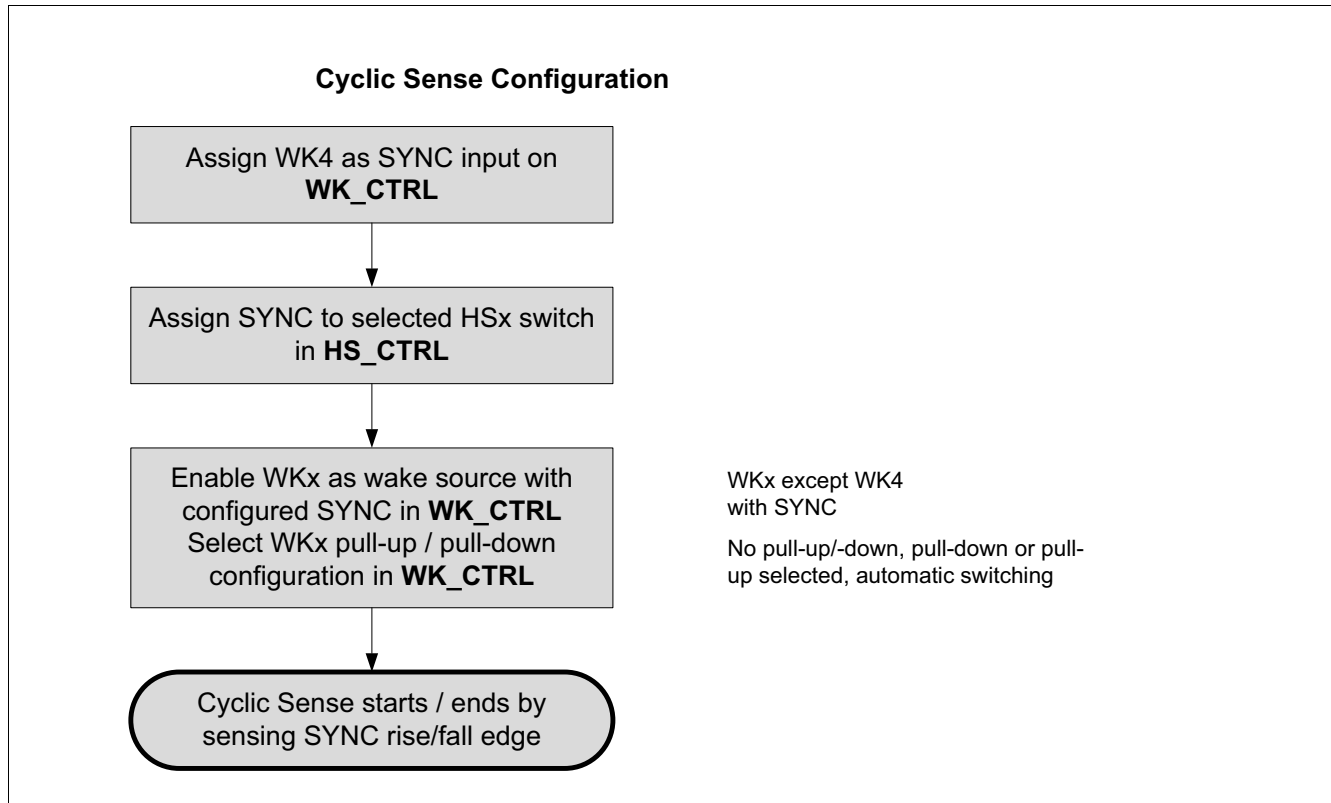 Cyclic Sense Configuration
Assign WK4 as SYNC input on
WK_CTRL
Assign SYNC to selected HSx switch
in HS_CTRL
Enable WKx as wake source with
configured SYNC in WK_CTRL
Select WKx pull-up / pull-down
configuration in WK_CTRL
WKx except WK4
with SYNC
No pull-up/-down, pull-down or pull-
up selected, automatic switching
Cyclic Sense starts / ends by
sensing SYNC rise/fall edge